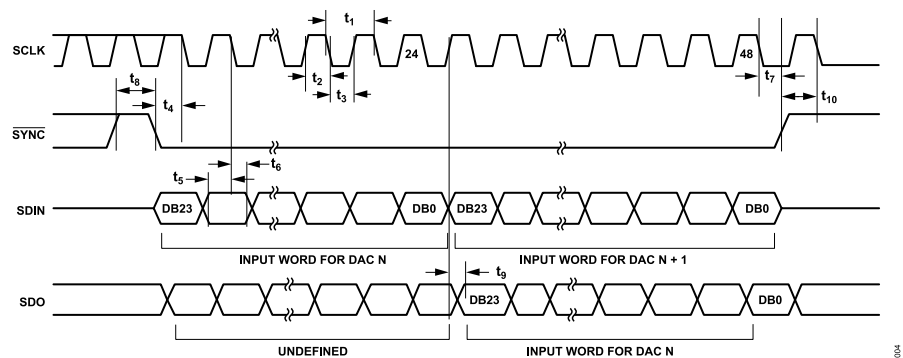 t1
SCLK
24
48
t2
t3
t7
t8
t4
t10
SYNC
t5
t6
SDIN
DB23
DB0
DB23
DB0
INPUT WORD FOR DAC N
INPUT WORD FOR DAC N + 1
t9
SDO
DB23
DB0
UNDEFINED
INPUT WORD FOR DAC N
004